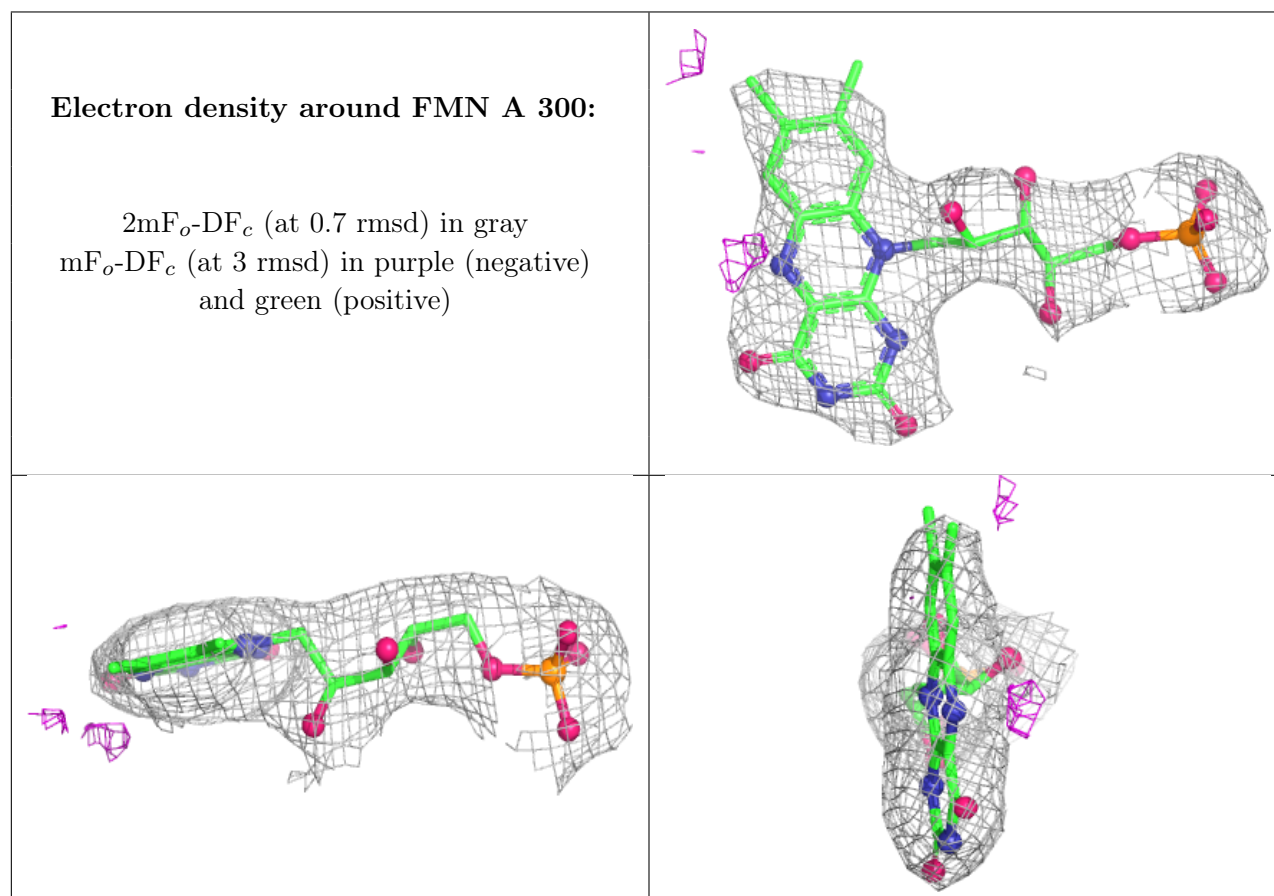 Electron density around FMN A 300:
2mFo-DFc (at 0.7 rmsd) in gray
mFo-DFc (at 3 rmsd) in purple (negative)
and green (positive)